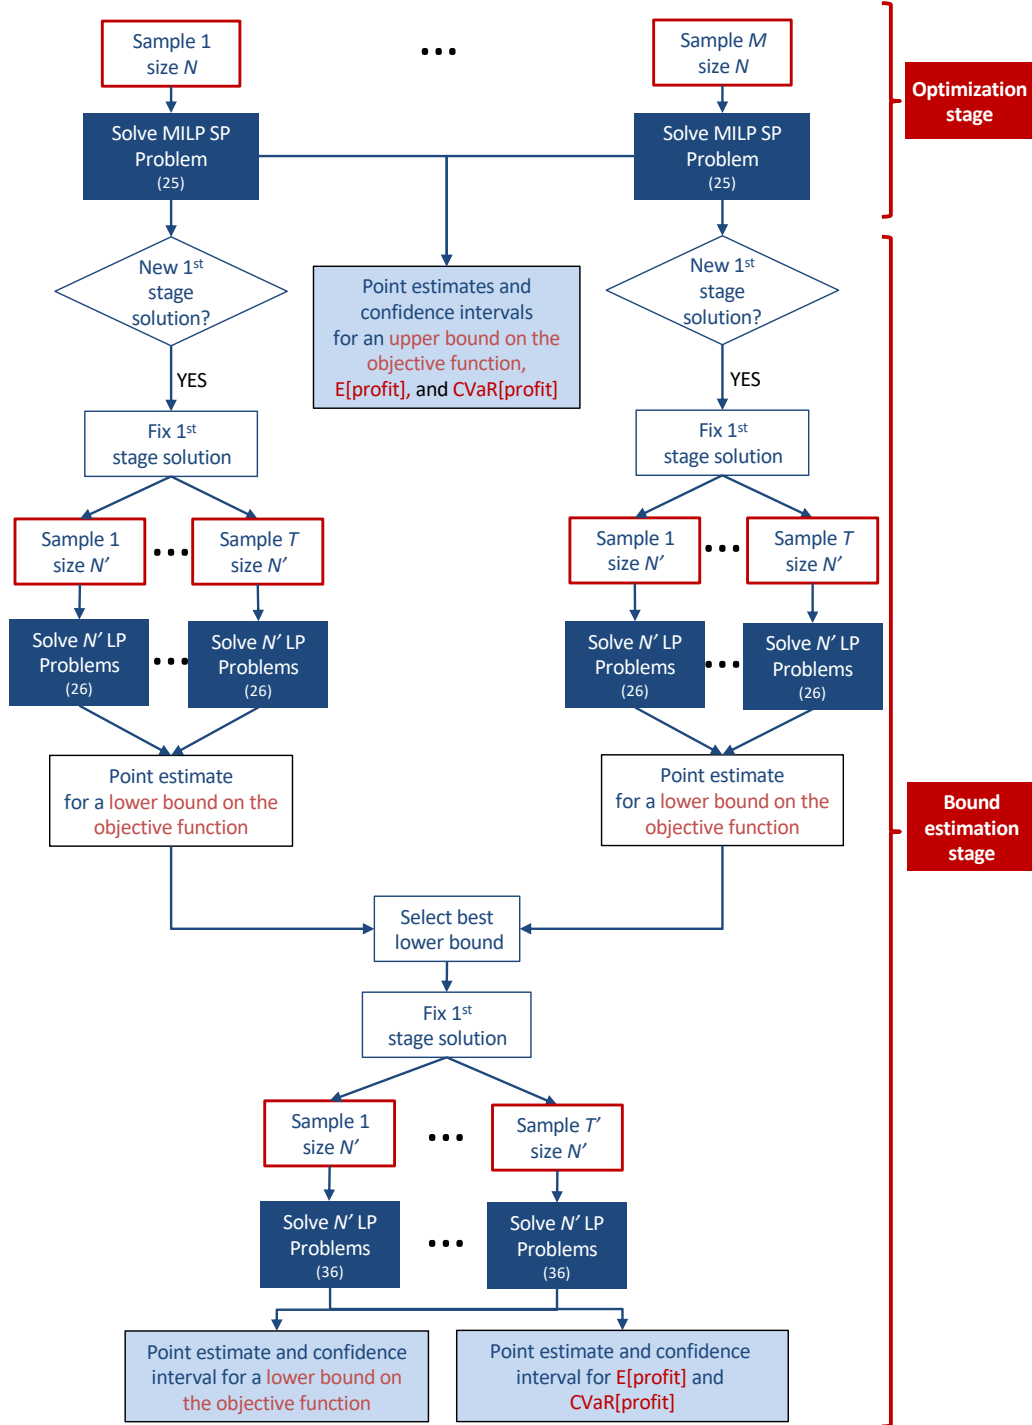 Sample 1
size N
...
Sample M
size N
Optimization
stage
Solve MILP SP
Problem
(25)
Solve MILP SP
Problem
(25)
New 1st
stage
solution?
Point estimates and
confidence intervals
for an upper bound on the
objective function,
E[profit], and CVaR[profit]
New 1st
stage
solution?
YES
YES
Fix 1st
stage solution
Fix 1st
stage solution
Sample 1
size N'
...
Sample T
size N'
Sample 1
size N'
...
Sample T
size N'
Solve N' LP
Problems
(26)
...
Solve N' LP
Problems
(26)
Solve N' LP
Problems
(26)
...
Solve N' LP
Problems
(26)
Point estimate
for a lower bound on the
objective function
Point estimate
for a lower bound on the
objective function
Bound
estimation
stage
Select best
lower bound
Fix 1st
stage solution
Sample 1
size N'
...
Sample T'
size N'
Solve N' LP
Problems
(36)
...
Solve N' LP
Problems
(36)
Point estimate and confidence
interval for a lower bound on
the objective function
Point estimate and confidence
interval for E[profit] and
CVaR[profit]